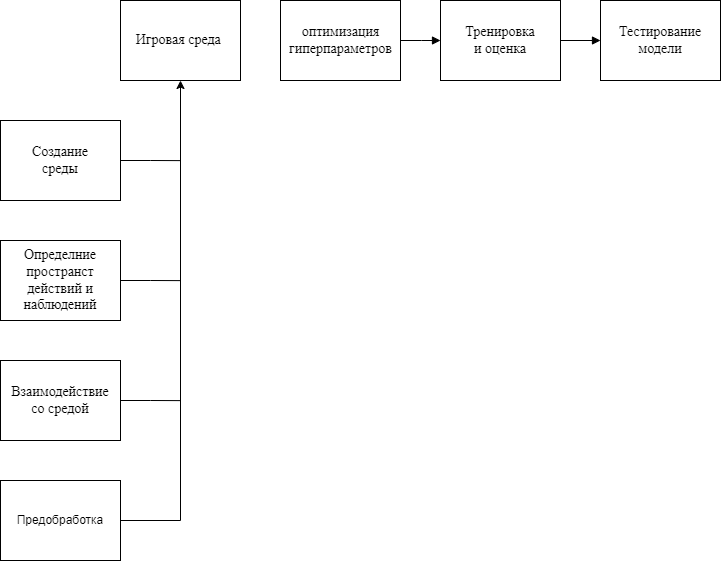 Игровая среда
оптимизация
гиперпараметров
Тренировка
и оценка
Тестирование
модели
Создание
среды
Определние
пространст
действий и
наблюдений
Взаимодействие
со средой
Предобработка